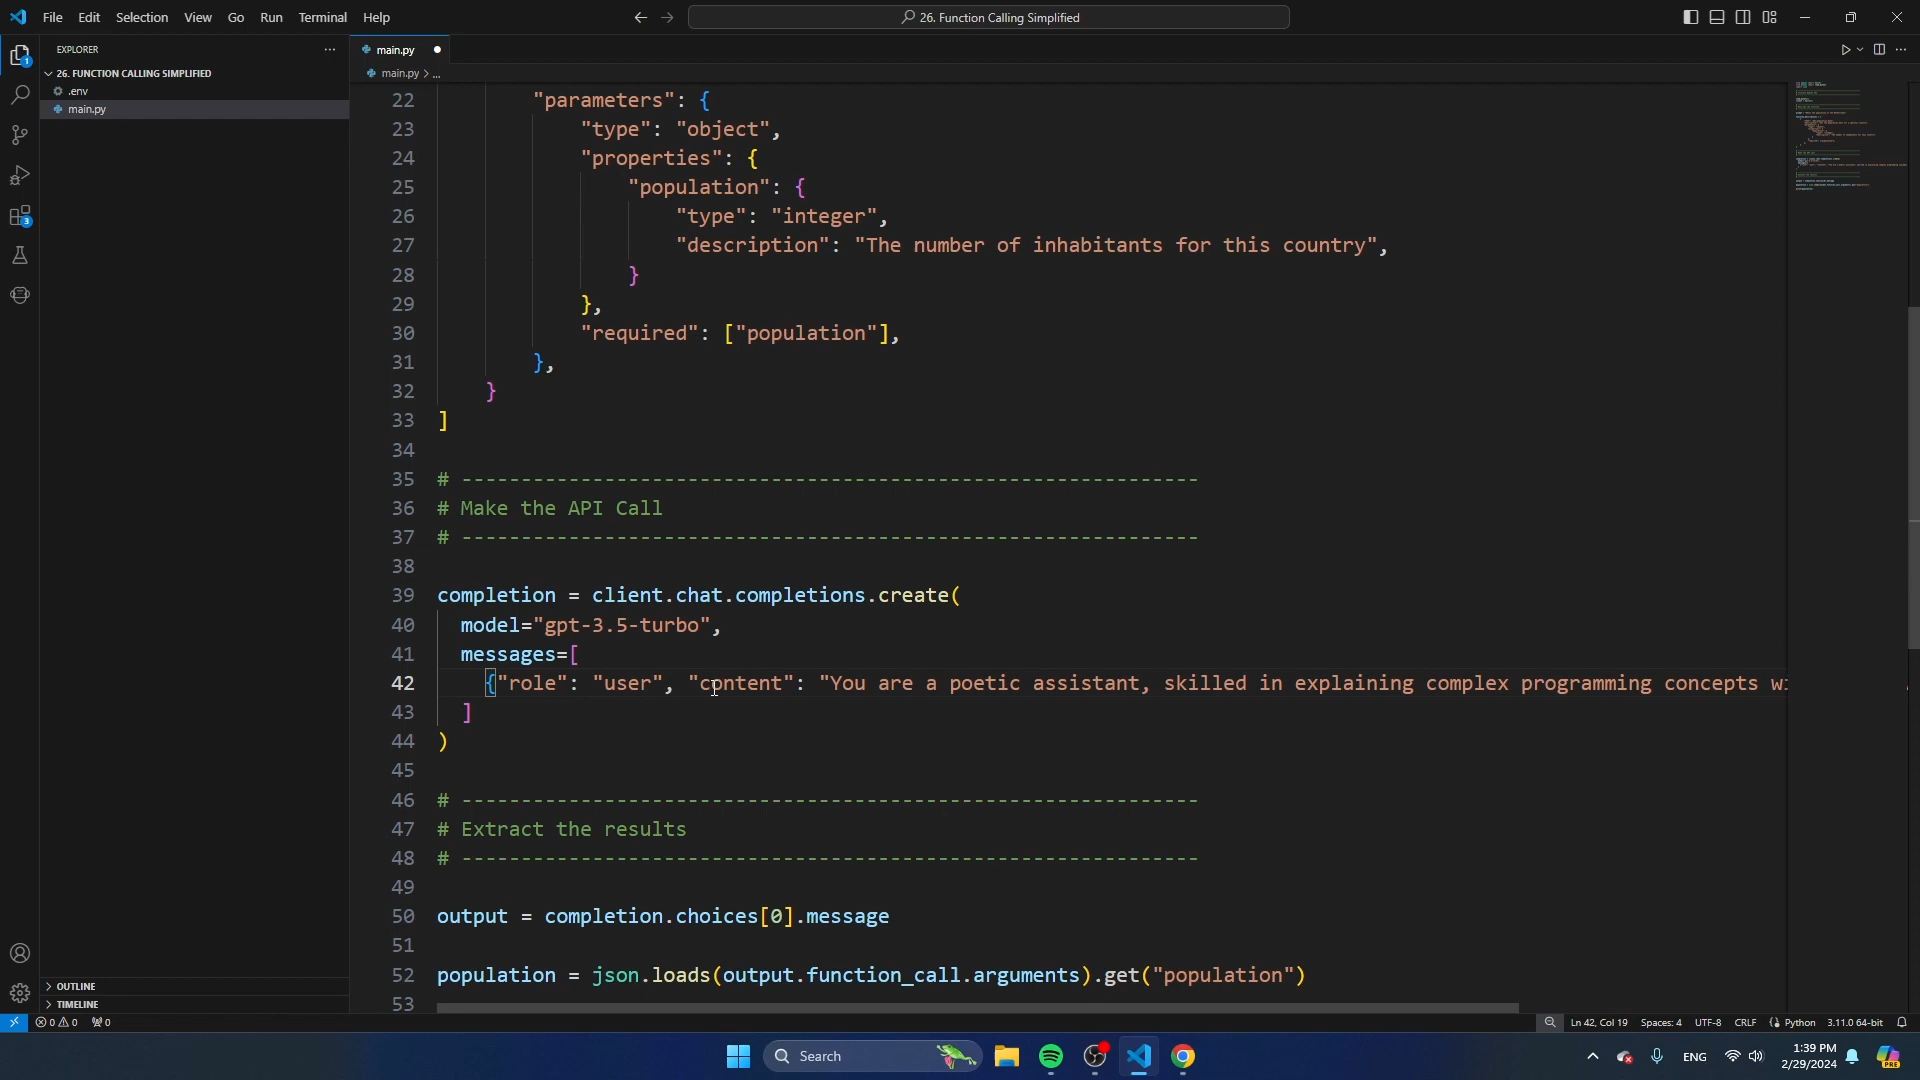 File Edit Selection View Go Run Terminal Help
26. Function Calling Simplified
EXPLORER
main.py
26. FUNCTION CALLING SIMPLIFIED
main.py > ...
.env
main.py
22 "parameters": {
23 "type": "object",
24 "properties": {
25 "population": {
26 "type": "integer",
27 "description": "The number of inhabitants for this country",
28 }
29 },
30 "required": ["population"],
31 },
32 }
33 ]
34
35 # --------------------------------------------------------------
36 # Make the API Call
37 # --------------------------------------------------------------
38
39 completion = client.chat.completions.create(
40 model="gpt-3.5-turbo",
41 messages=[
42 {"role": "user", "content": "You are a poetic assistant, skilled in explaining complex programming concepts wi
43 ]
44 )
45
46 # --------------------------------------------------------------
47 # Extract the results
48 # --------------------------------------------------------------
49
50 output = completion.choices[0].message
51
52 population = json.loads(output.function_call.arguments).get("population")
53
1
3
OUTLINE
TIMELINE
0 0 0
Ln 42, Col 19 Spaces: 4 UTF-8 CRLF Python 3.11.0 64-bit
Search
ENG
1:39 PM
2/29/2024
PRE